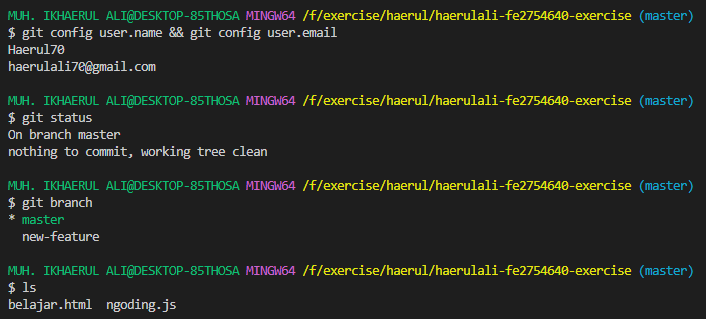 MUH. IKHAERUL ALI@DESKTOP-85THOSA MINGW64 /f/exercise/haerul/haerulali-fe2754640-exercise (master)
$ git config user.name && git config user.email
Haerul70
haerulali70@gmail.com
MUH. IKHAERUL ALI@DESKTOP-85THOSA MINGW64 /f/exercise/haerul/haerulali-fe2754640-exercise (master)
$ git status
On branch master
nothing to commit, working tree clean
MUH. IKHAERUL ALI@DESKTOP-85THOSA MINGW64 /f/exercise/haerul/haerulali-fe2754640-exercise (master)
$ git branch
* master
  new-feature
MUH. IKHAERUL ALI@DESKTOP-85THOSA MINGW64 /f/exercise/haerul/haerulali-fe2754640-exercise (master)
$ ls
belajar.html  ngoding.js